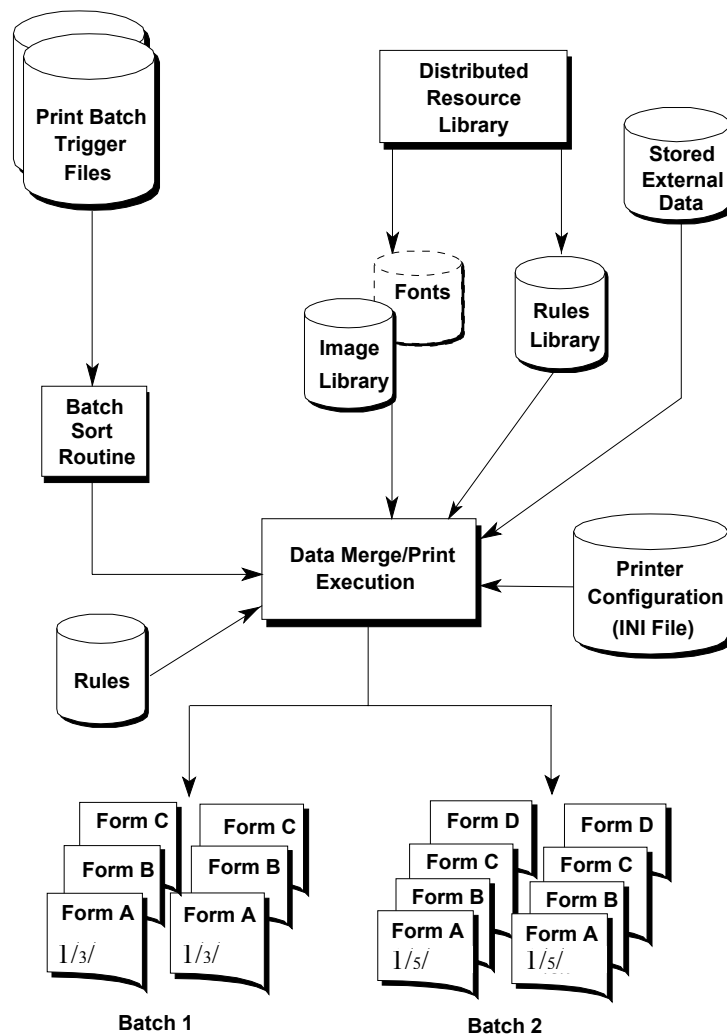 Print Batch
Trigger
Files
Distributed
Resource
Library
Stored
External
Data
Fonts
Image
Library
Rules
Library
Batch
Sort
Routine
Data Merge/Print
Execution
Printer
Configuration
(INI File)
Rules
Form C
Form B
Form A
1/3/
Form C
Form B
Form A
1/3/
Form D
Form C
Form B
Form A
1/5/
Form D
Form C
Form B
Form A
1/5/
Batch 1
Batch 2